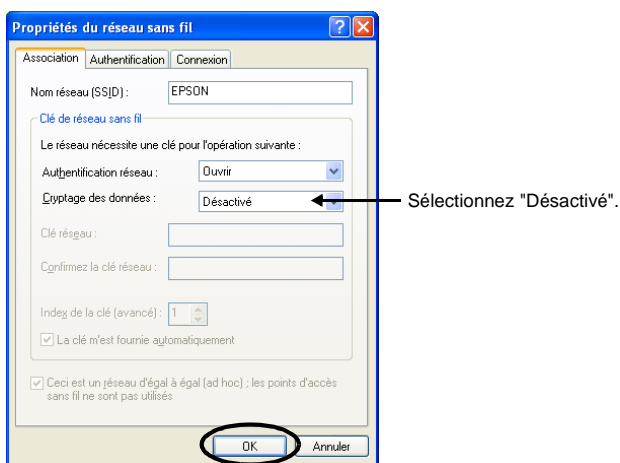 Propriétés du réseau sans fil
Association Authentification Connexion
Nom réseau (SSID) : EPSON
Clé de réseau sans fil
Le réseau nécessite une clé pour l'opération suivante :
Authentification réseau : Ouvrir
Cryptage des données : Désactivé
Sélectionnez "Désactivé".
Clé réseau :
Confirmez la clé réseau :
Index de la clé (avancé) : 1
La clé m'est fournie automatiquement
Ceci est un réseau d'égal à égal (ad hoc) ; les points d'accès
sans fil ne sont pas utilisés
OK Annuler